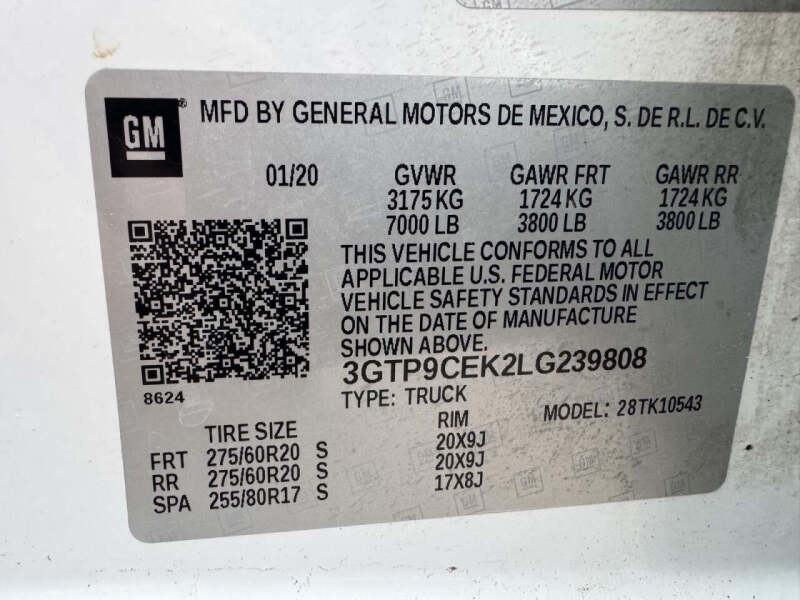 GM
GM ® MFD BY GENERAL MOTORS DE MEXICO, S. DE R.L. DE C.V.
01/20 GVWR GAWR FRT GAWR RR
3175 KG 1724 KG 1724 KG
7000 LB 3800 LB 3800 LB
THIS VEHICLE CONFORMS TO ALL
APPLICABLE U.S. FEDERAL MOTOR
VEHICLE SAFETY STANDARDS IN EFFECT
ON THE DATE OF MANUFACTURE
SHOWN ABOVE.
3GTP9CEK2LG239808
8624 TYPE: TRUCK MODEL: 28TK10543
TIRE SIZE RIM
FRT 275/60R20 S 20X9J
RR 275/60R20 S 20X9J
SPA 255/80R17 S 17X8J